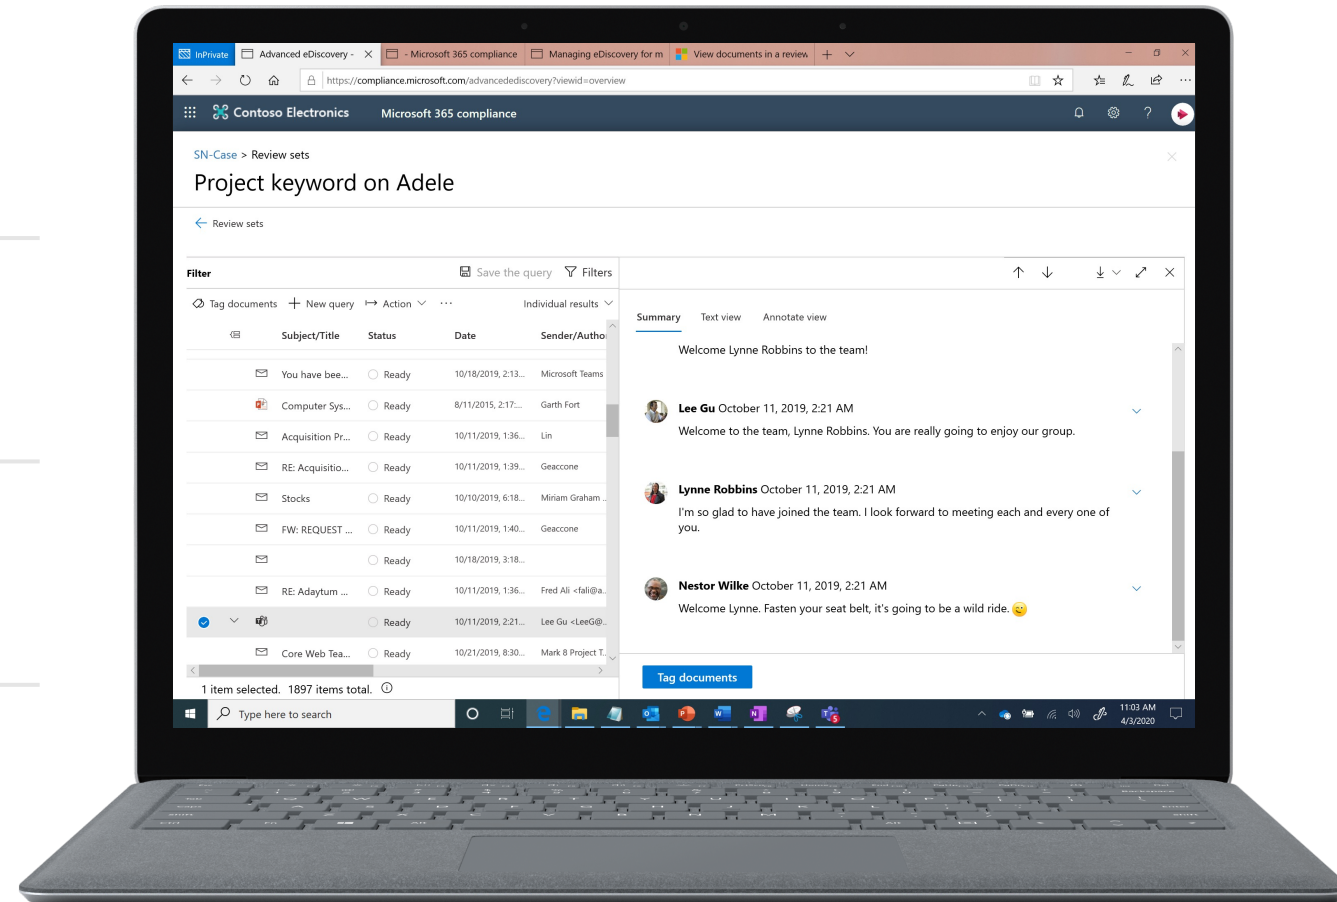 InPrivate
Advanced eDiscovery -
- Microsoft 365 compliance
Managing eDiscovery for m
View documents in a review
https://compliance.microsoft.com/advancedediscovery?viewid=overview
Contoso Electronics
Microsoft 365 compliance
SN-Case > Review sets
Project keyword on Adele
Review sets
Filter
Save the query
Filters
Tag documents
New query
Action
Individual results
Subject/Title Status Date Sender/Autho
You have bee... Ready 10/18/2019, 2:13... Microsoft Teams
Computer Sys... Ready 8/11/2015, 2:17:... Garth Fort
Acquisition Pr... Ready 10/11/2019, 1:36... Lin
RE: Acquisitio... Ready 10/11/2019, 1:39... Geaccone
Stocks Ready 10/10/2019, 6:18... Miriam Graham ..
FW: REQUEST ... Ready 10/11/2019, 1:40... Geaccone
Ready 10/18/2019, 3:18...
RE: Adaytum ... Ready 10/11/2019, 1:36... Fred Ali <fali@a..
Ready 10/11/2019, 2:21... Lee Gu <LeeG@..
Core Web Tea... Ready 10/21/2019, 8:30... Mark 8 Project T..
1 item selected. 1897 items total.
Summary Text view Annotate view
Welcome Lynne Robbins to the team!
Lee Gu October 11, 2019, 2:21 AM
Welcome to the team, Lynne Robbins. You are really going to enjoy our group.
Lynne Robbins October 11, 2019, 2:21 AM
I'm so glad to have joined the team. I look forward to meeting each and every one of
you.
Nestor Wilke October 11, 2019, 2:21 AM
Welcome Lynne. Fasten your seat belt, it's going to be a wild ride.
Tag documents
Type here to search
11:03 AM
4/3/2020